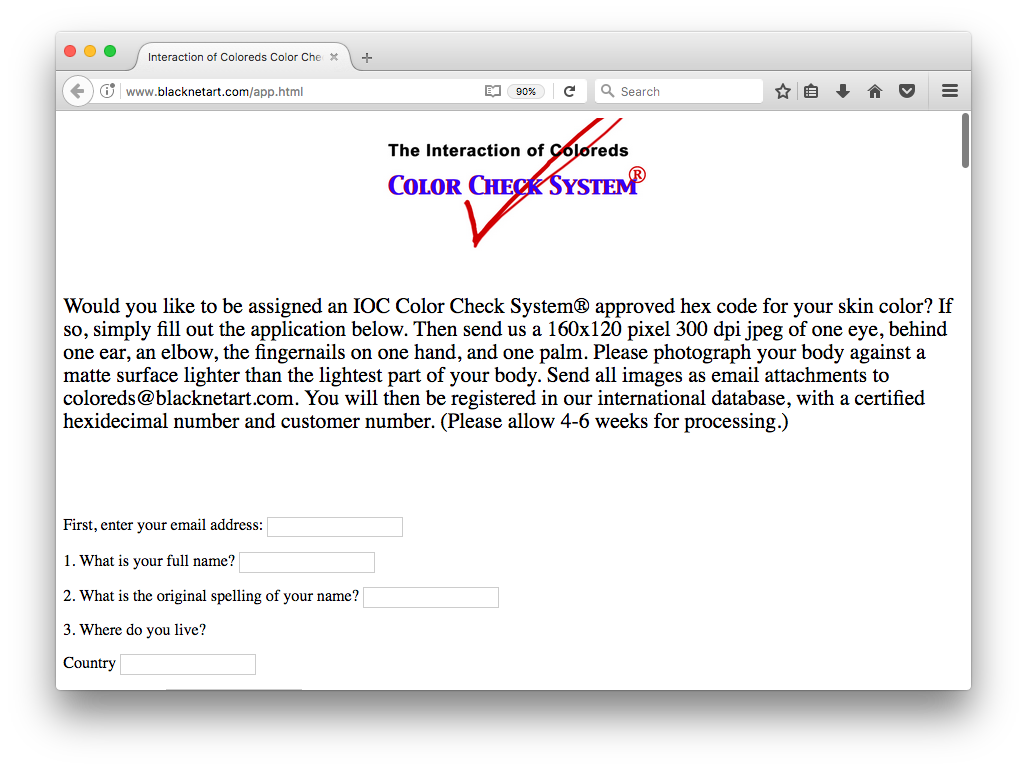 Interaction of Coloreds Color Che
www.blacknetart.com/app.html
90%
Search
The Interaction of Coloreds
COLOR CHECK SYSTEM®
Would you like to be assigned an IOC Color Check System® approved hex code for your skin color? If
so, simply fill out the application below. Then send us a 160x120 pixel 300 dpi jpeg of one eye, behind
one ear, an elbow, the fingernails on one hand, and one palm. Please photograph your body against a
matte surface lighter than the lightest part of your body. Send all images as email attachments to
coloreds@blacknetart.com. You will then be registered in our international database, with a certified
hexidecimal number and customer number. (Please allow 4-6 weeks for processing.)
First, enter your email address:
1. What is your full name?
2. What is the original spelling of your name?
3. Where do you live?
Country